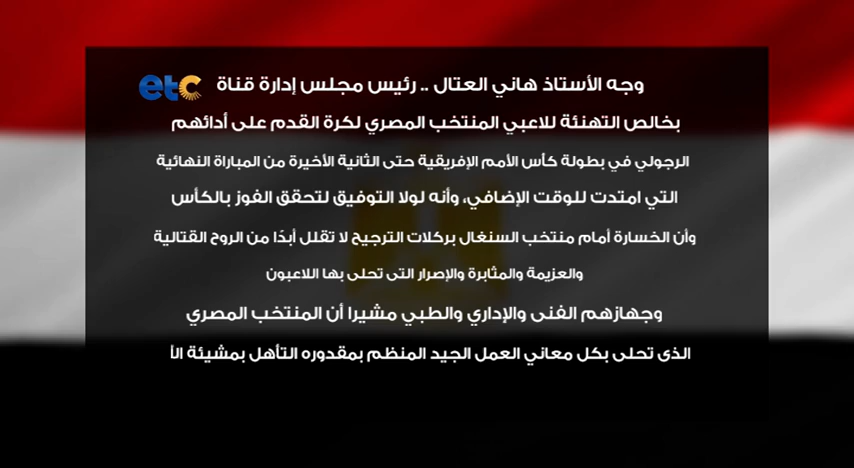 وجه الأستاذ هاني العتال .. رئيس مجلس إدارة قناة etc
بخالص التهنئة للاعبي المنتخب المصري لكرة القدم على أدائهم
الرجولي في بطولة كأس الأمم الإفريقية حتى الثانية الأخيرة من المباراة النهائية
التي امتدت للوقت الإضافي، وأنه لولا التوفيق لتحقق الفوز بالكأس
وأن الخسارة أمام منتخب السنغال بركلات الترجيح لا تقلل أبدًا من الروح القتالية
والعزيمة والمثابرة والإصرار التى تحلى بها اللاعبون
وجهازهم الفنى والإداري والطبي مشيرا أن المنتخب المصري
الذى تحلى بكل معاني العمل الجيد المنظم بمقدوره التأهل بمشيئة